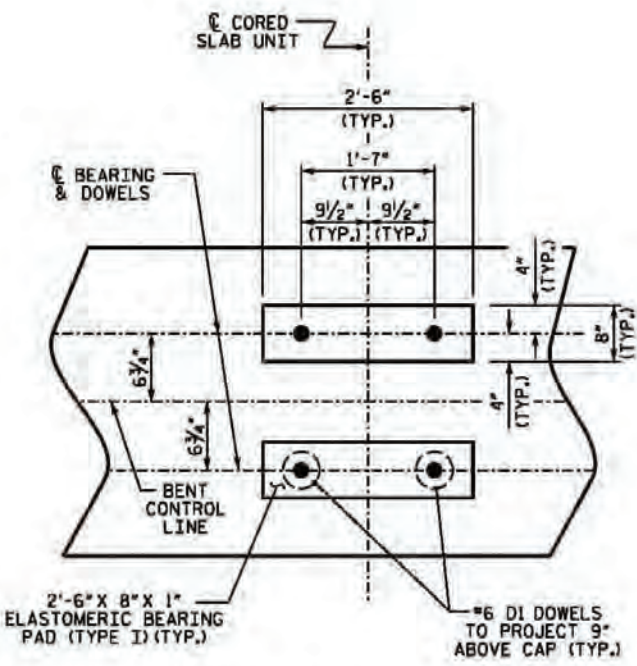 ℄ CORED
SLAB UNIT
2'-6"
(TYP.)
1'-7"
(TYP.)
℄ BEARING
& DOWELS
9½" 9½"
(TYP.) (TYP.)
4"
(TYP.)
8"
(TYP.)
4"
(TYP.)
6¾"
6¾"
BENT
CONTROL
LINE
2'-6" X 8" X 1"
ELASTOMERIC BEARING
PAD (TYPE I)(TYP.)
#6 D1 DOWELS
TO PROJECT 9"
ABOVE CAP (TYP.)